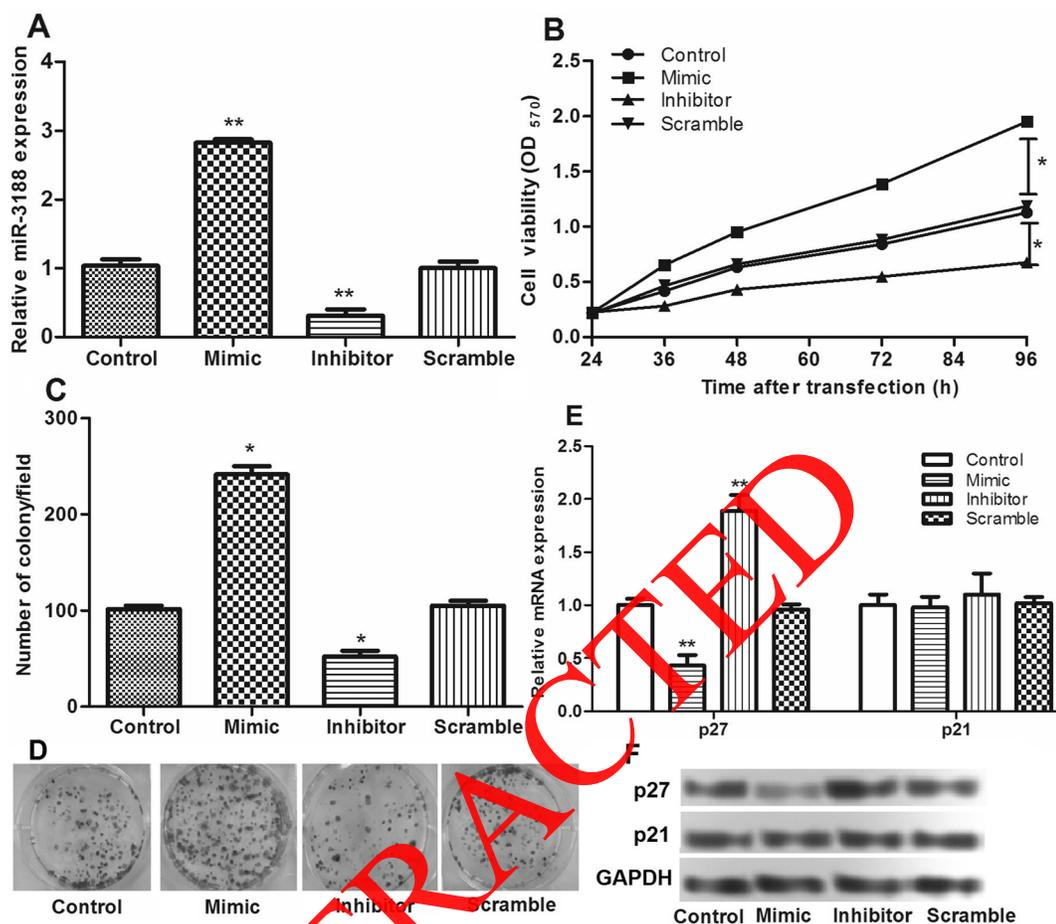 A
Relative miR-3188 expression
4
3
2
1
0
**
**
Control Mimic Inhibitor Scramble
B
Cell viability (OD 570)
2.5
2.0
1.5
1.0
0.5
0.0
Control
Mimic
Inhibitor
Scramble
*
*
24 36 48 60 72 84 96
Time after transfection (h)
C
Number of colony/field
300
200
100
0
*
*
Control Mimic Inhibitor Scramble
E
Relative mRNA expression
2.5
2.0
1.5
1.0
0.5
0.0
Control
Mimic
Inhibitor
Scramble
**
**
p27 p21
D
Control Mimic Inhibitor Scramble
F
p27
p21
GAPDH
Control Mimic Inhibitor Scramble
RACTED